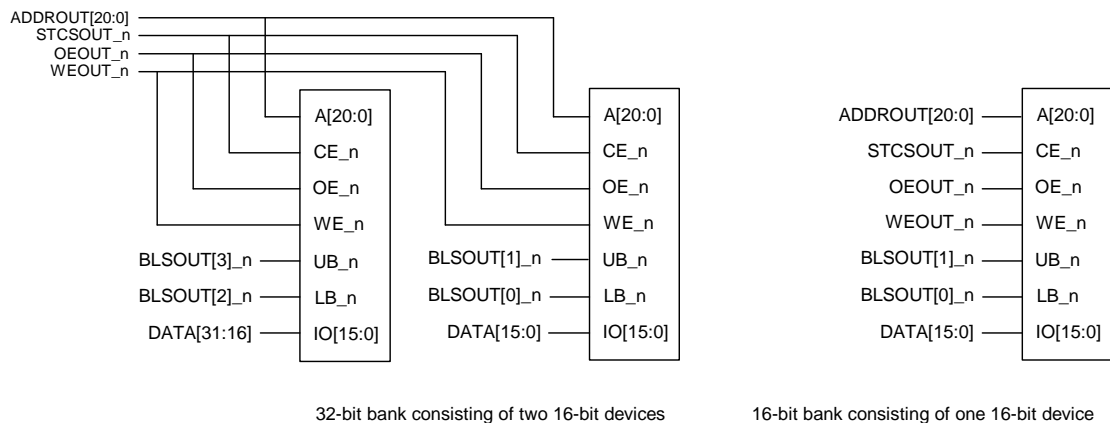 ADDROUT[20:0]
STCSOUT_n
OEOUT_n
WEOUT_n
A[20:0]
CE_n
OE_n
WE_n
BLSOUT[3]_n
UB_n
BLSOUT[2]_n
LB_n
DATA[31:16]
IO[15:0]
A[20:0]
CE_n
OE_n
WE_n
BLSOUT[1]_n
UB_n
BLSOUT[0]_n
LB_n
DATA[15:0]
IO[15:0]
32-bit bank consisting of two 16-bit devices
ADDROUT[20:0]
A[20:0]
STCSOUT_n
CE_n
OEOUT_n
OE_n
WEOUT_n
WE_n
BLSOUT[1]_n
UB_n
BLSOUT[0]_n
LB_n
DATA[15:0]
IO[15:0]
16-bit bank consisting of one 16-bit device